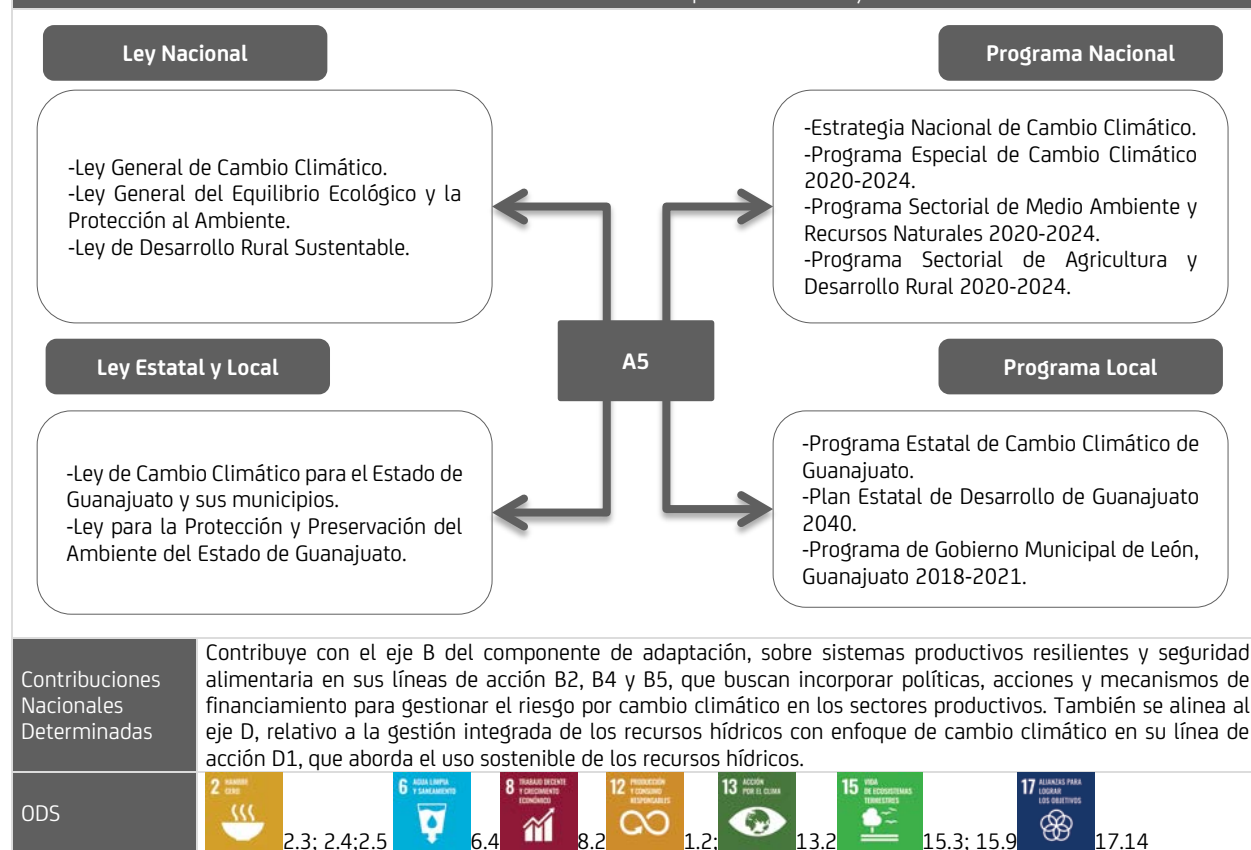 Ley Nacional
-Ley General de Cambio Climático.
-Ley General del Equilibrio Ecológico y la
Protección al Ambiente.
-Ley de Desarrollo Rural Sustentable.
Programa Nacional
-Estrategia Nacional de Cambio Climático.
-Programa Especial de Cambio Climático
2020-2024.
-Programa Sectorial de Medio Ambiente y
Recursos Naturales 2020-2024.
-Programa Sectorial de Agricultura y
Desarrollo Rural 2020-2024.
A5
Ley Estatal y Local
-Ley de Cambio Climático para el Estado de
Guanajuato y sus municipios.
-Ley para la Protección y Preservación del
Ambiente del Estado de Guanajuato.
Programa Local
-Programa Estatal de Cambio Climático de
Guanajuato.
-Plan Estatal de Desarrollo de Guanajuato
2040.
-Programa de Gobierno Municipal de León,
Guanajuato 2018-2021.
Contribuciones
Nacionales
Determinadas
Contribuye con el eje B del componente de adaptación, sobre sistemas productivos resilientes y seguridad
alimentaria en sus líneas de acción B2, B4 y B5, que buscan incorporar políticas, acciones y mecanismos de
financiamiento para gestionar el riesgo por cambio climático en los sectores productivos. También se alinea al
eje D, relativo a la gestión integrada de los recursos hídricos con enfoque de cambio climático en su línea de
acción D1, que aborda el uso sostenible de los recursos hídricos.
ODS
2 HAMBRE
CERO
2.3; 2.4;2.5
6 AGUA LIMPIA
Y SANEAMIENTO
6.4
8 TRABAJO DECENTE
Y CRECIMIENTO
ECONÓMICO
8.2
12 PRODUCCIÓN
Y CONSUMO
RESPONSABLES
1.2;
13 ACCIÓN
POR EL CLIMA
13.2
15 VIDA
DE ECOSISTEMAS
TERRESTRES
15.3; 15.9
17 ALIANZAS PARA
LOGRAR
LOS OBJETIVOS
17.14